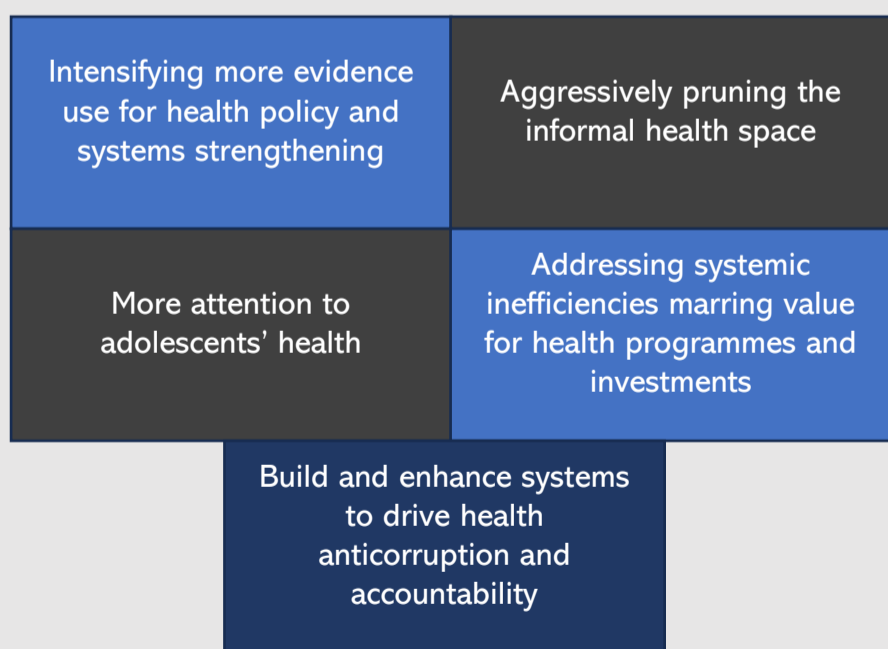 Intensifying more evidence
use for health policy and
systems strengthening
Aggressively pruning the
informal health space
More attention to
adolescents’ health
Addressing systemic
inefficiencies marring value
for health programmes and
investments
Build and enhance systems
to drive health
anticorruption and
accountability